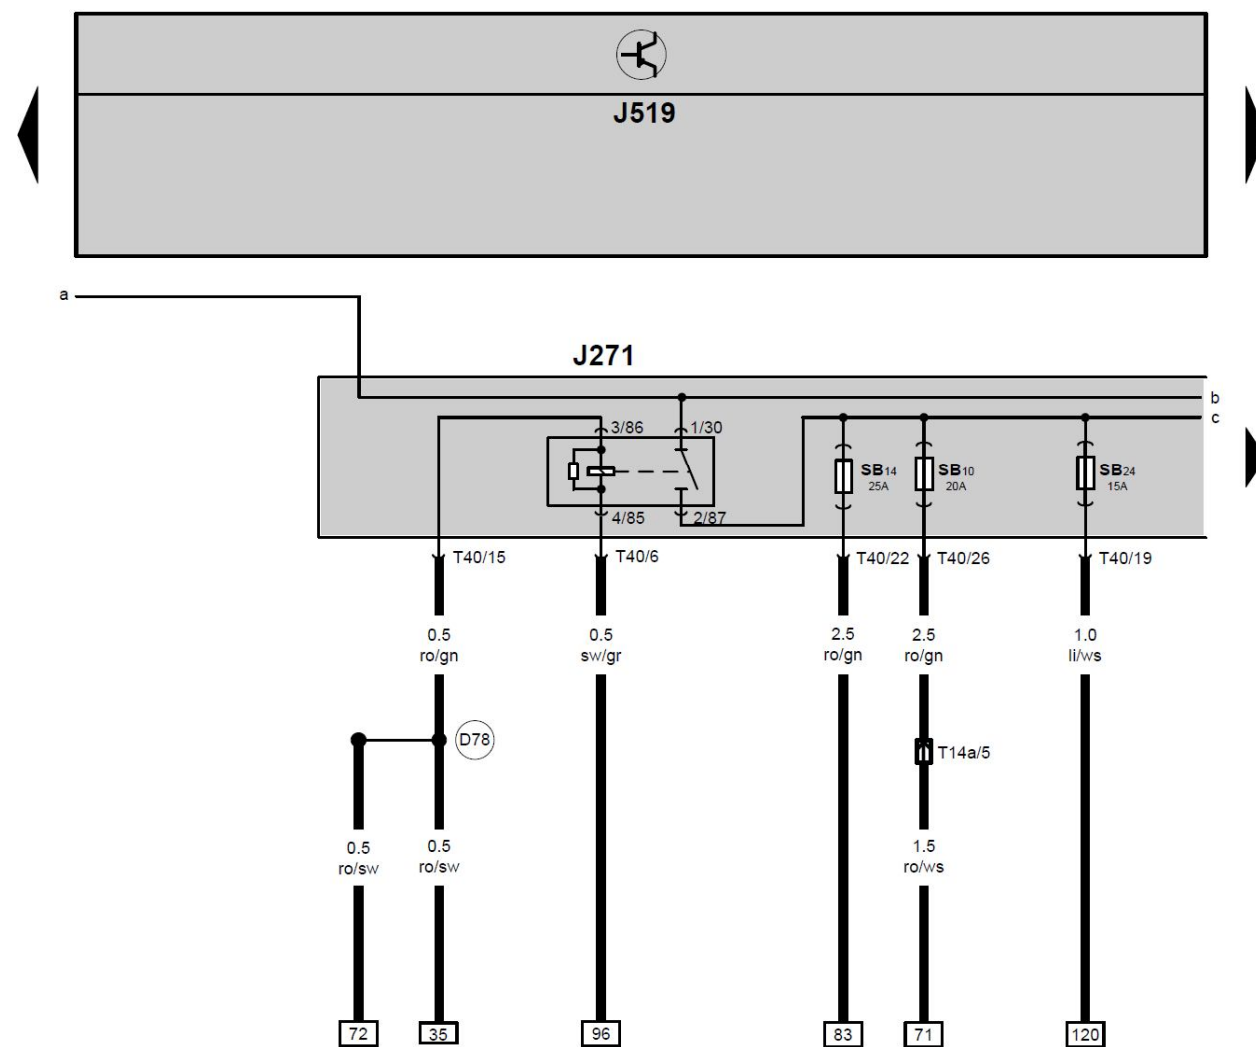 J519
a
J271
b
c
3/86 1/30
SB14 SB10 SB24
25A 20A 15A
4/85 2/87
T40/15 T40/6 T40/22 T40/26 T40/19
0.5 0.5 2.5 2.5 1.0
ro/gn sw/gr ro/gn ro/gn li/ws
D78
T14a/5
0.5 0.5 1.5
ro/sw ro/sw ro/ws
72 35 96 83 71 120